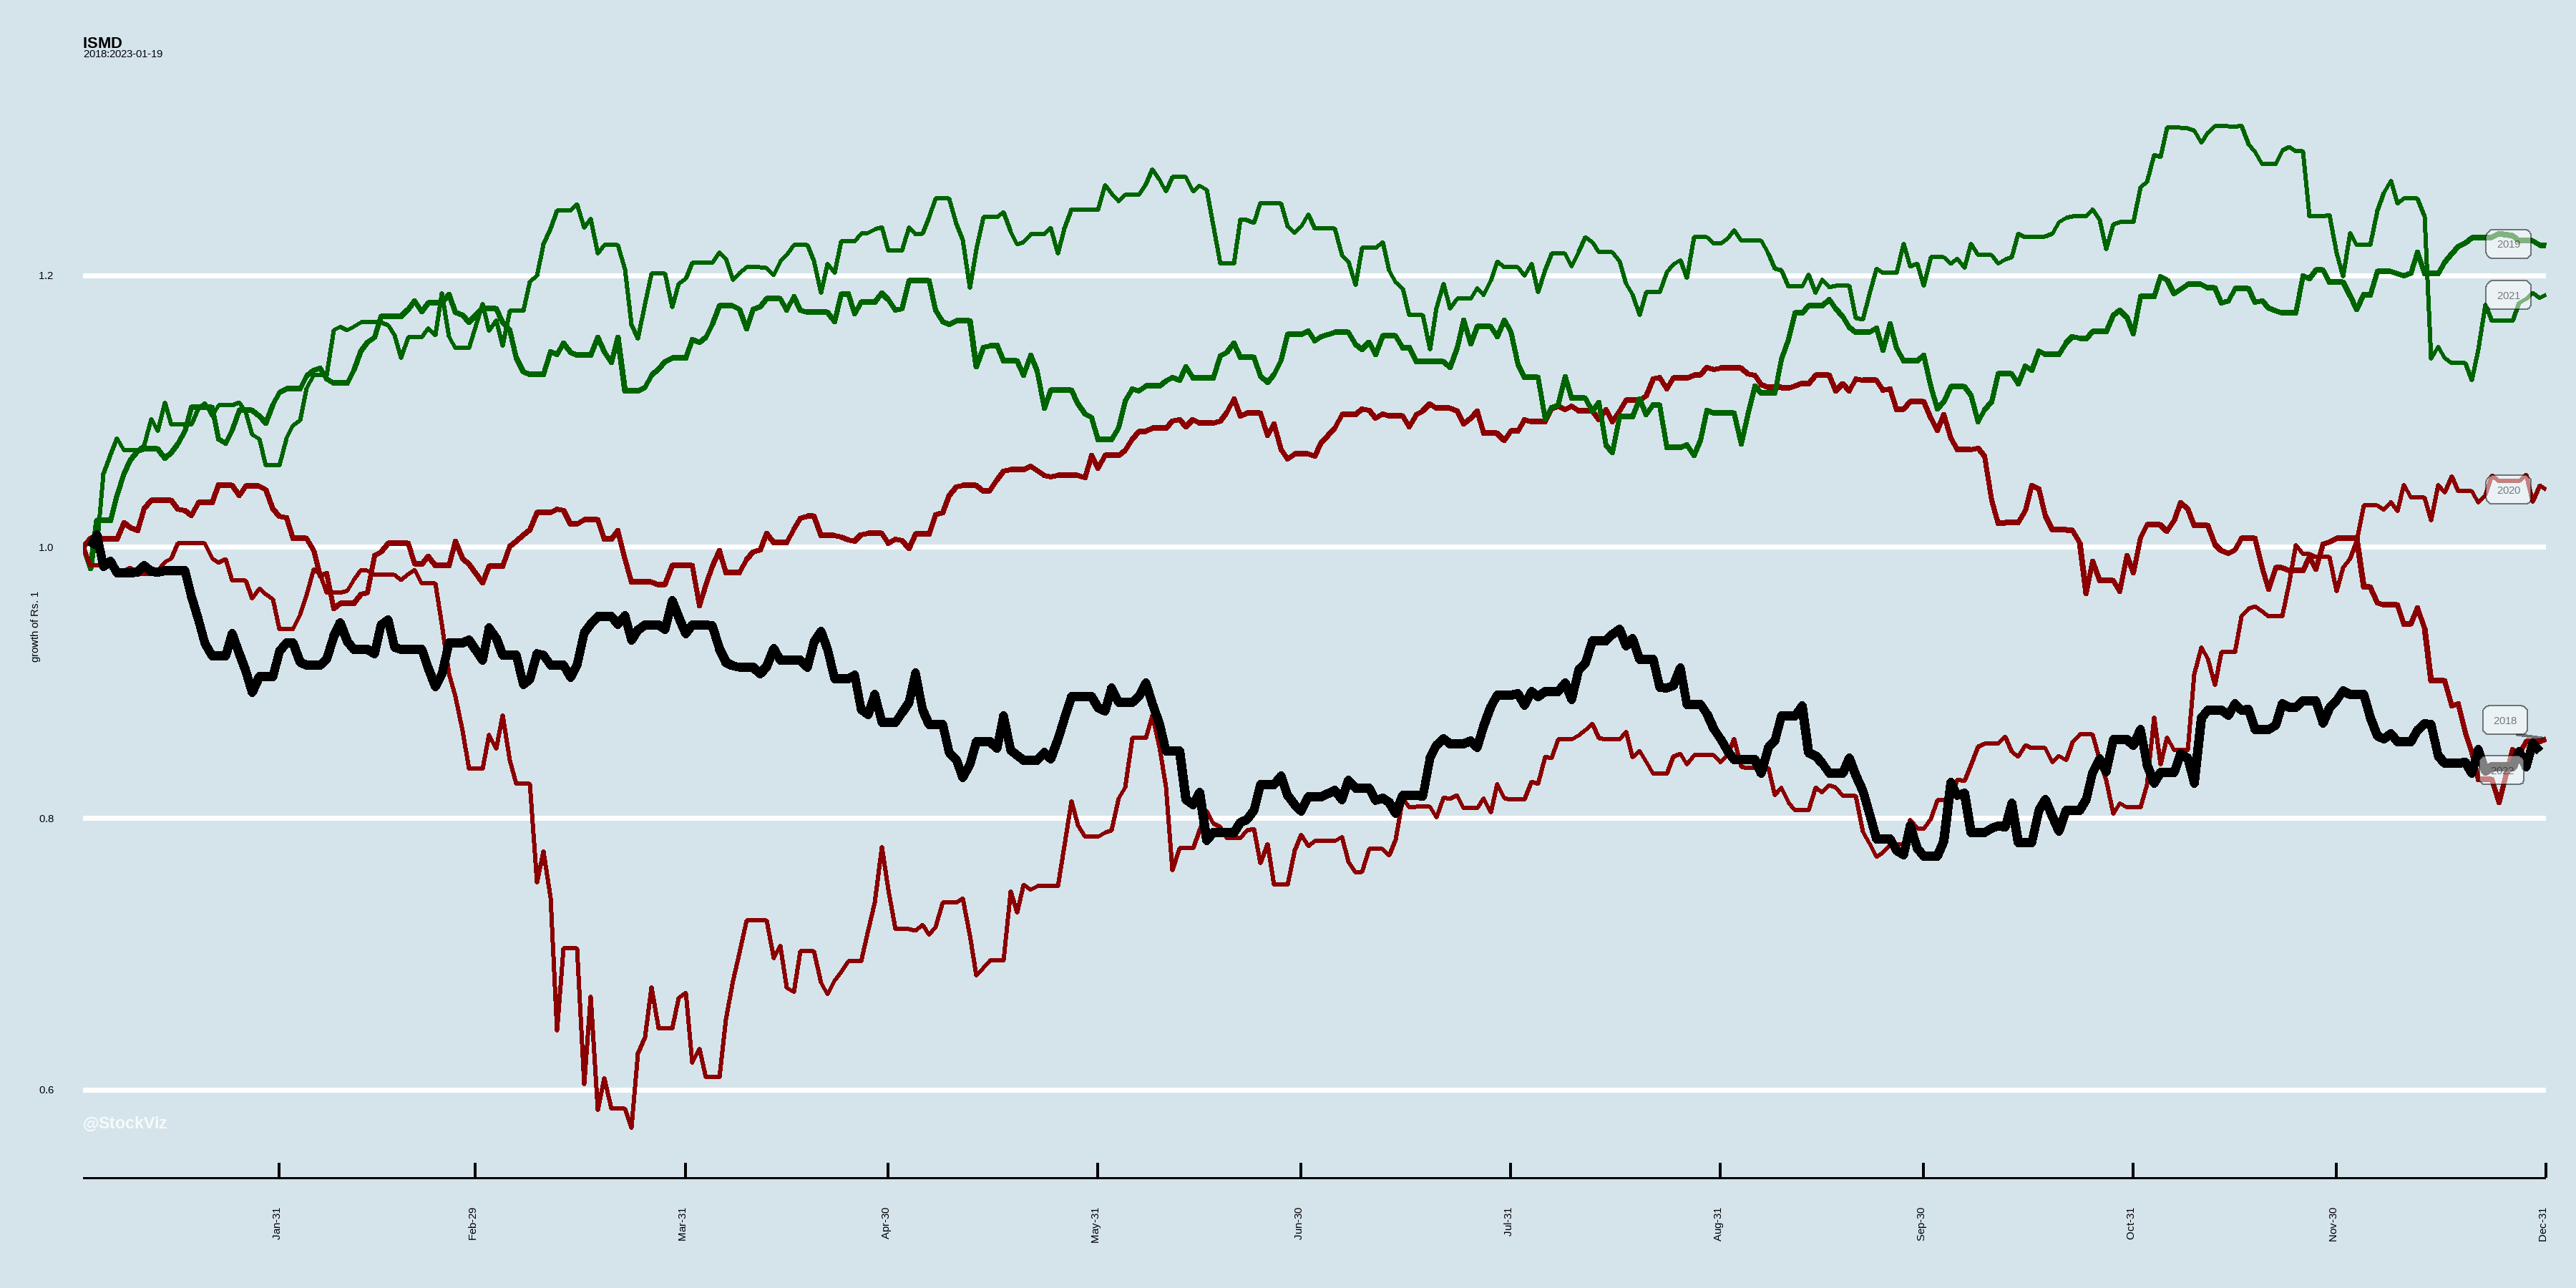 ISMD
2018:2023-01-19
1.2
1.0
0.8
0.6
growth of Rs. 1
2019
2021
2020
2018
2022
@StockViz
Jan-31
Feb-29
Mar-31
Apr-30
May-31
Jun-30
Jul-31
Aug-31
Sep-30
Oct-31
Nov-30
Dec-31